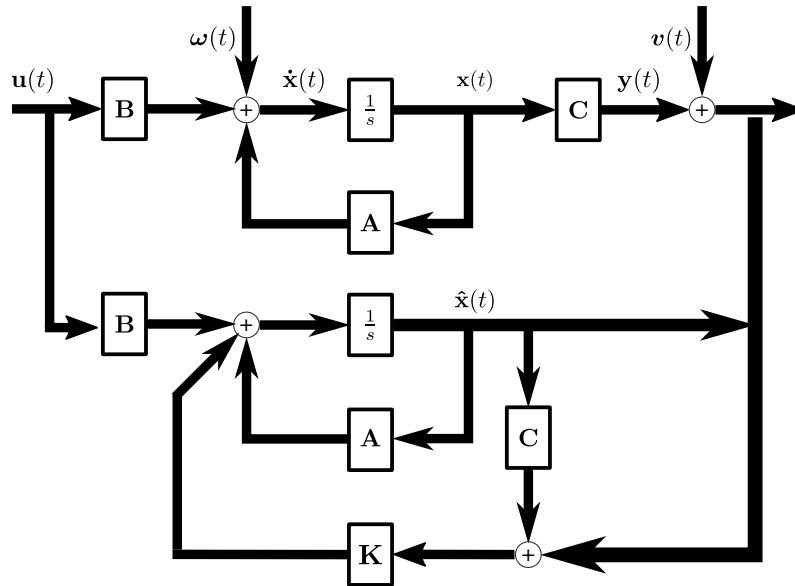 𝝎(t) 𝒗(t)
𝐮(t) 𝐱̇(t) 𝐱(t) 𝐲(t)
B + 1/s C +
A
𝐱̂(t)
B + 1/s
A C
K +